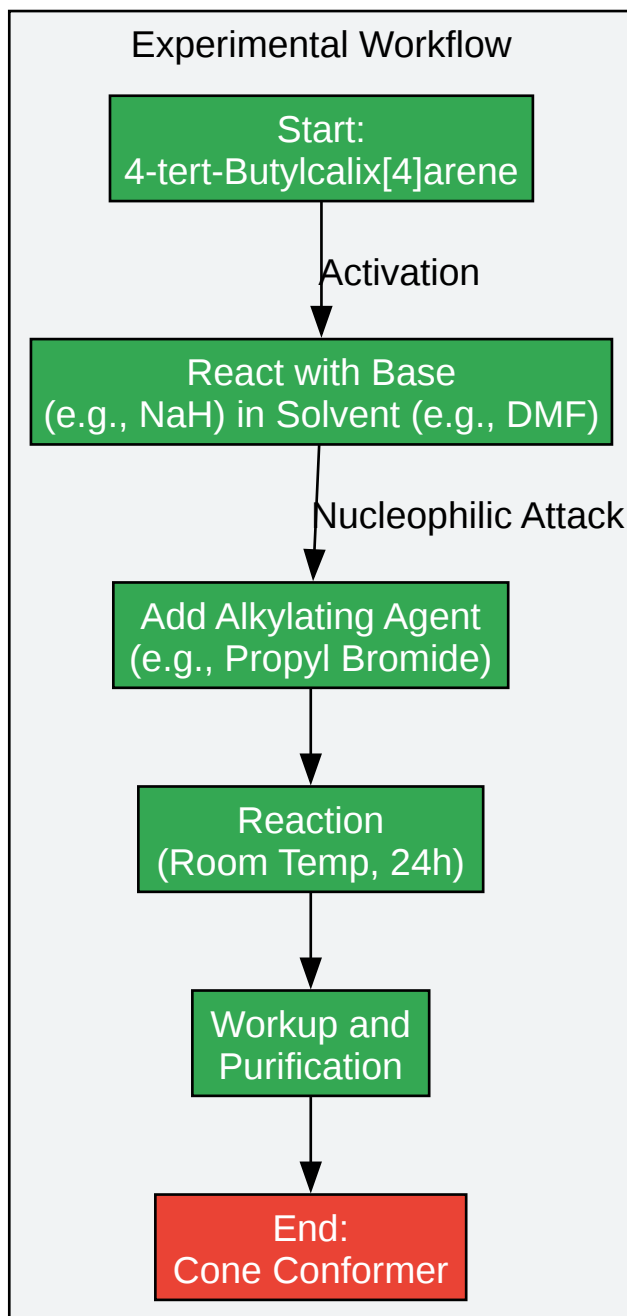 Experimental Workflow
Start:
4-tert-Butylcalix[4]arene
Activation
React with Base
(e.g., NaH) in Solvent (e.g., DMF)
Nucleophilic Attack
Add Alkylating Agent
(e.g., Propyl Bromide)
Reaction
(Room Temp, 24h)
Workup and
Purification
End:
Cone Conformer